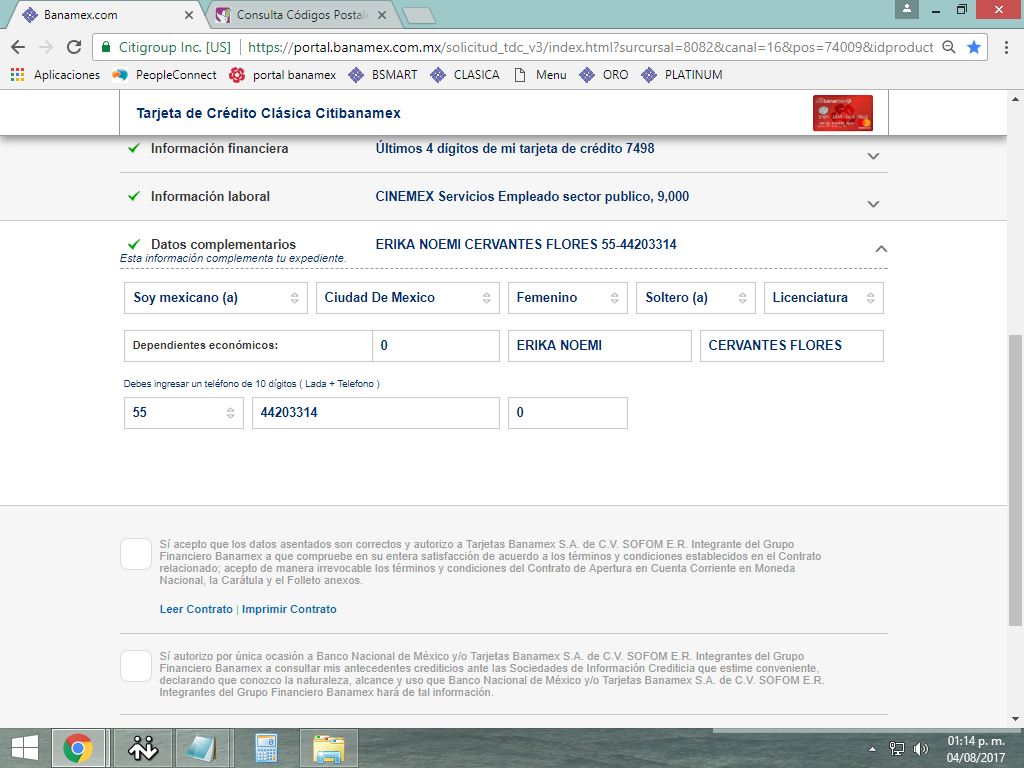 Banamex.com
Consulta Códigos Postale
Citigroup Inc. [US]
https://portal.banamex.com.mx/solicitud_tdc_v3/index.html?surcursal=8082&canal=16&pos=74009&idproduct
Aplicaciones
PeopleConnect
portal banamex
BSMART
CLASICA
Menu
ORO
PLATINUM
Tarjeta de Crédito Clásica Citibanamex
Información financiera
Últimos 4 dígitos de mi tarjeta de crédito 7498
Información laboral
CINEMEX Servicios Empleado sector publico, 9,000
Datos complementarios
ERIKA NOEMI CERVANTES FLORES 55-44203314
Esta información complementa tu expediente.
Soy mexicano (a)
Ciudad De Mexico
Femenino
Soltero (a)
Licenciatura
Dependientes económicos:
0
ERIKA NOEMI
CERVANTES FLORES
Debes ingresar un teléfono de 10 dígitos ( Lada + Telefono )
55
44203314
0
Sí acepto que los datos asentados son correctos y autorizo a Tarjetas Banamex S.A. de C.V. SOFOM E.R. Integrante del Grupo
Financiero Banamex a que compruebe en su entera satisfacción de acuerdo a los términos y condiciones establecidos en el Contrato
relacionado; acepto de manera irrevocable los términos y condiciones del Contrato de Apertura en Cuenta Corriente en Moneda
Nacional, la Carátula y el Folleto anexos.
Leer Contrato | Imprimir Contrato
Sí autorizo por única ocasión a Banco Nacional de México y/o Tarjetas Banamex S.A. de C.V. SOFOM E.R. Integrantes del Grupo
Financiero Banamex a consultar mis antecedentes crediticios ante las Sociedades de Información Crediticia que estime conveniente,
declarando que conozco la naturaleza, alcance y uso que Banco Nacional de México y/o Tarjetas Banamex S.A. de C.V. SOFOM E.R.
Integrantes del Grupo Financiero Banamex hará de tal información.
01:14 p. m.
04/08/2017